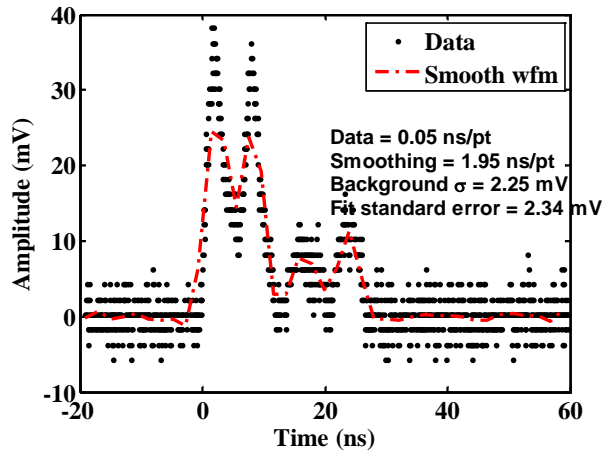 40
30
20
10
0
-10
-20
0
20
40
60
Amplitude (mV)
Time (ns)
Data
Smooth wfm
Data = 0.05 ns/pt
Smoothing = 1.95 ns/pt
Background σ = 2.25 mV
Fit standard error = 2.34 mV